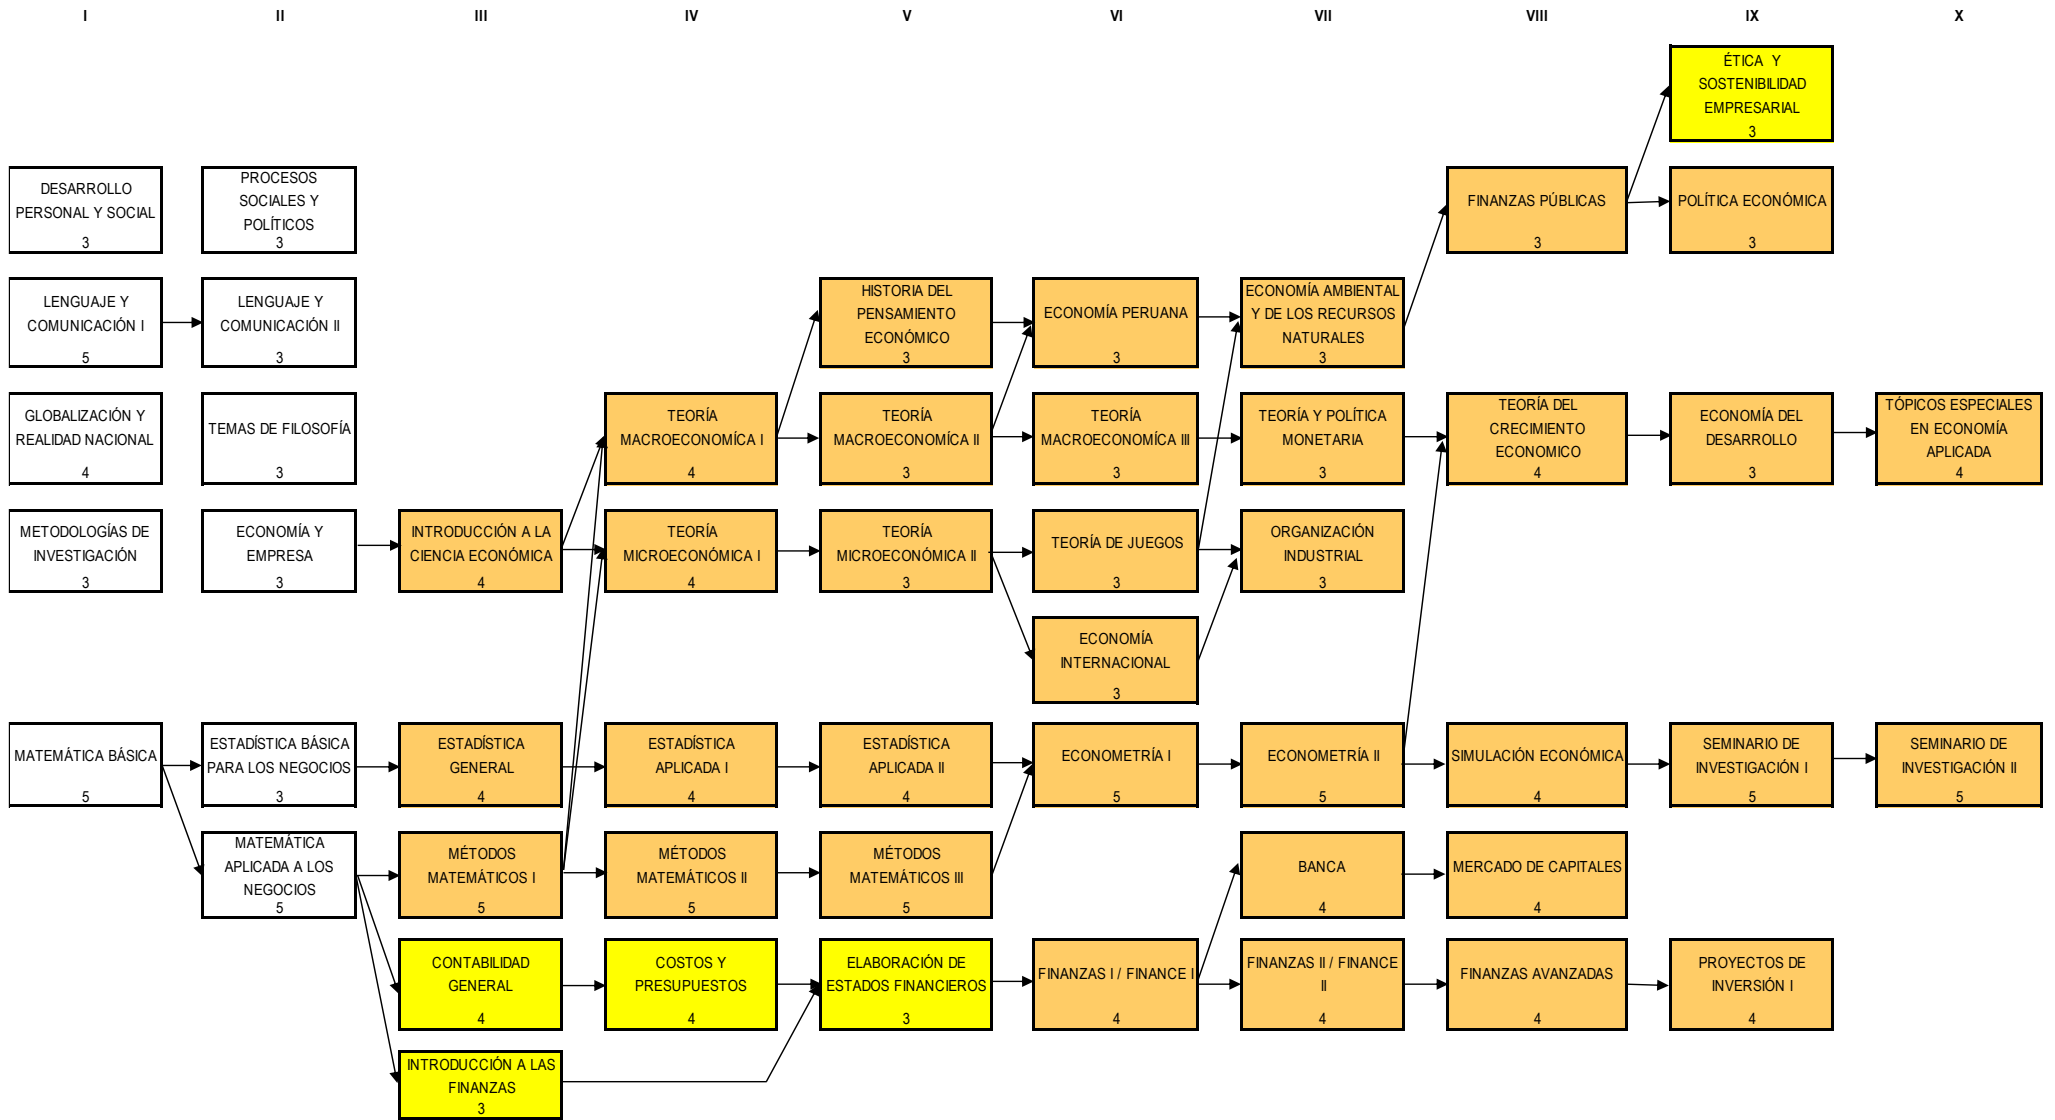 I II III IV V VI VII VIII IX X
ÉTICA Y
SOSTENIBILIDAD
EMPRESARIAL
3
DESARROLLO
PERSONAL Y SOCIAL
3
PROCESOS
SOCIALES Y
POLÍTICOS
3
FINANZAS PÚBLICAS
3
POLÍTICA ECONÓMICA
3
LENGUAJE Y
COMUNICACIÓN I
5
LENGUAJE Y
COMUNICACIÓN II
3
HISTORIA DEL
PENSAMIENTO
ECONÓMICO
3
ECONOMÍA PERUANA
3
ECONOMÍA AMBIENTAL
Y DE LOS RECURSOS
NATURALES
3
GLOBALIZACIÓN Y
REALIDAD NACIONAL
4
TEMAS DE FILOSOFÍA
3
TEORÍA
MACROECONOMÍCA I
4
TEORÍA
MACROECONOMÍCA II
3
TEORÍA
MACROECONOMÍCA III
3
TEORÍA Y POLÍTICA
MONETARIA
3
TEORÍA DEL
CRECIMIENTO
ECONOMICO
4
ECONOMÍA DEL
DESARROLLO
3
TÓPICOS ESPECIALES
EN ECONOMÍA
APLICADA
4
METODOLOGÍAS DE
INVESTIGACIÓN
3
ECONOMÍA Y
EMPRESA
3
INTRODUCCIÓN A LA
CIENCIA ECONÓMICA
4
TEORÍA
MICROECONÓMICA I
4
TEORÍA
MICROECONÓMICA II
3
TEORÍA DE JUEGOS
3
ORGANIZACIÓN
INDUSTRIAL
3
ECONOMÍA
INTERNACIONAL
3
MATEMÁTICA BÁSICA
5
ESTADÍSTICA BÁSICA
PARA LOS NEGOCIOS
3
ESTADÍSTICA
GENERAL
4
ESTADÍSTICA
APLICADA I
4
ESTADÍSTICA
APLICADA II
4
ECONOMETRÍA I
5
ECONOMETRÍA II
5
SIMULACIÓN ECONÓMICA
4
SEMINARIO DE
INVESTIGACIÓN I
5
SEMINARIO DE
INVESTIGACIÓN II
5
MATEMÁTICA
APLICADA A LOS
NEGOCIOS
5
MÉTODOS
MATEMÁTICOS I
5
MÉTODOS
MATEMÁTICOS II
5
MÉTODOS
MATEMÁTICOS III
5
BANCA
4
MERCADO DE CAPITALES
4
CONTABILIDAD
GENERAL
4
COSTOS Y
PRESUPUESTOS
4
ELABORACIÓN DE
ESTADOS FINANCIEROS
3
FINANZAS I / FINANCE I
4
FINANZAS II / FINANCE
II
4
FINANZAS AVANZADAS
4
PROYECTOS DE
INVERSIÓN I
4
INTRODUCCIÓN A LAS
FINANZAS
3